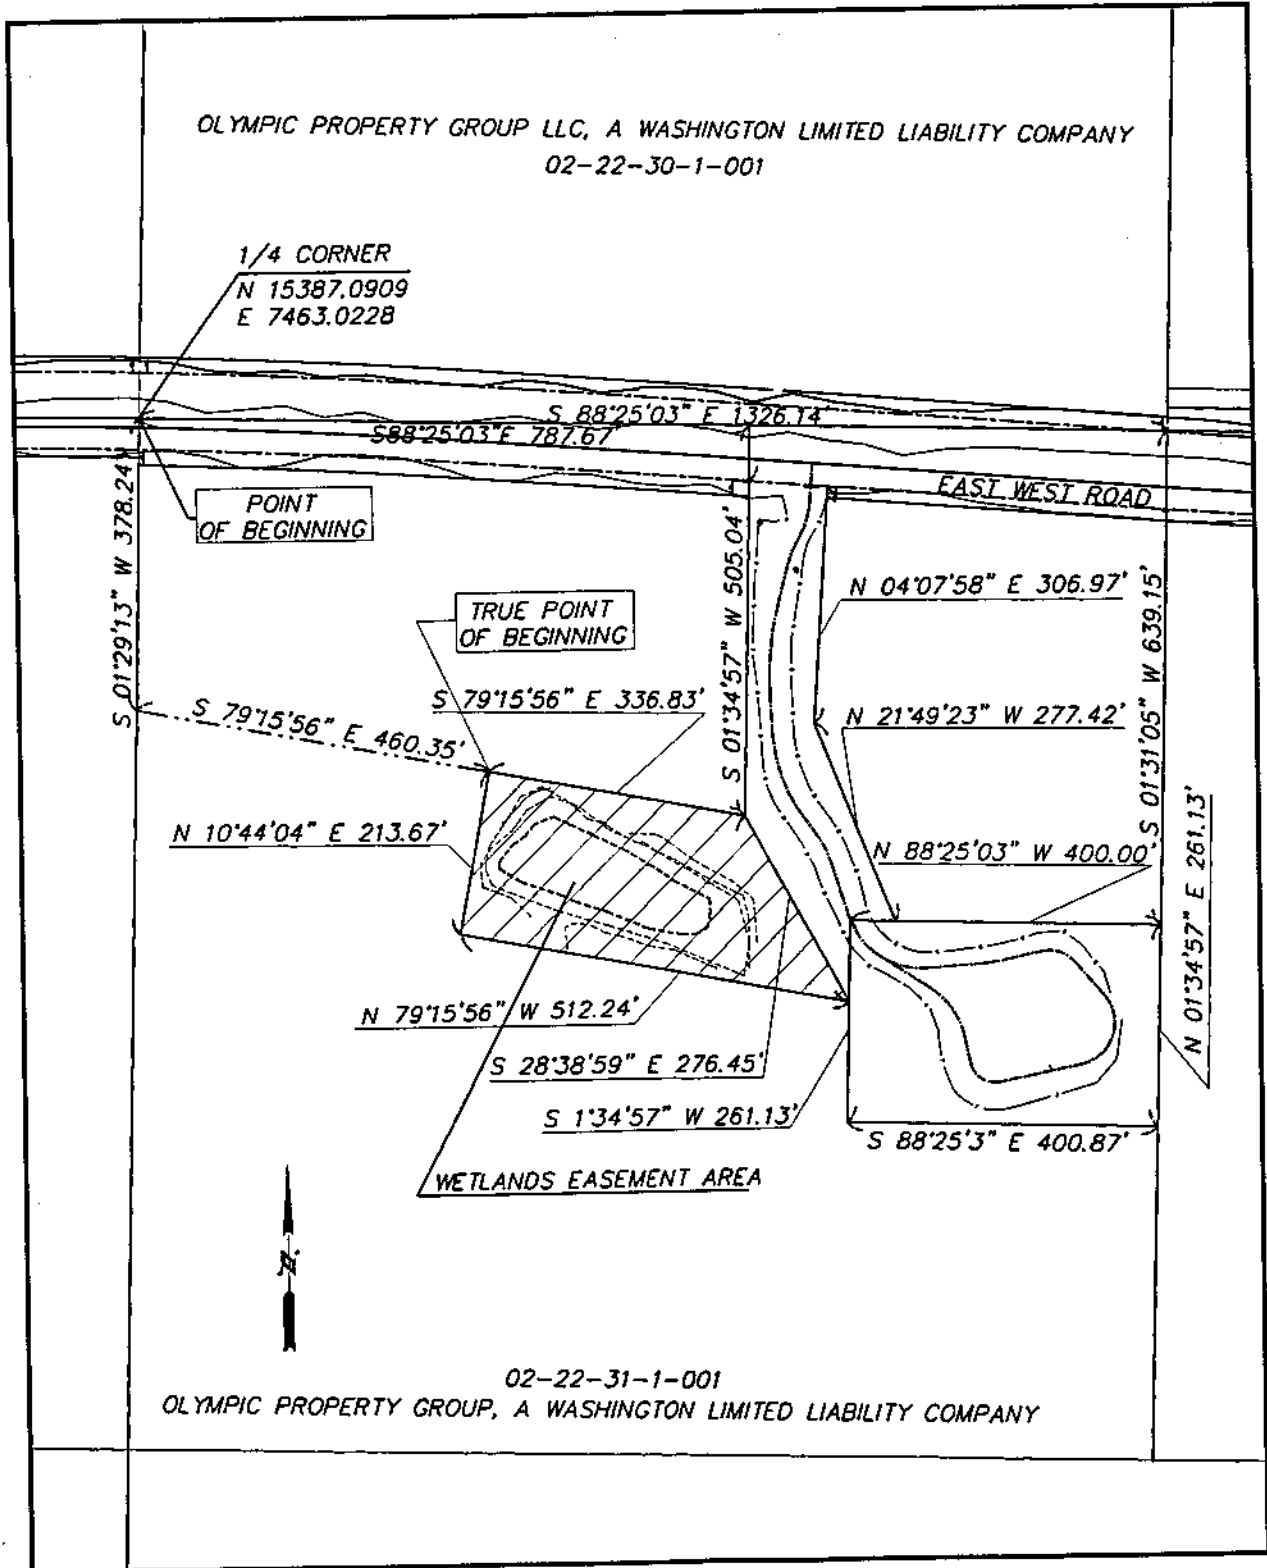 OLYMPIC PROPERTY GROUP LLC, A WASHINGTON LIMITED LIABILITY COMPANY
02-22-30-1-001
1/4 CORNER
N 15387.0909
E 7463.0228
S 88°25'03" E 1326.14'
S88°25'03"E 787.67'
EAST WEST ROAD
POINT
OF BEGINNING
S 01°29'13" W 378.24'
S 01°34'57" W 505.04'
N 04°07'58" E 306.97'
S 01°31'05" W 639.15'
TRUE POINT
OF BEGINNING
S 79°15'56" E 336.83'
S 79°15'56" E 460.35'
N 21°49'23" W 277.42'
N 10°44'04" E 213.67'
N 88°25'03" W 400.00'
N 01°34'57" E 261.13'
N 79°15'56" W 512.24'
S 28°38'59" E 276.45'
S 1°34'57" W 261.13'
S 88°25'3" E 400.87'
WETLANDS EASEMENT AREA
N
02-22-31-1-001
OLYMPIC PROPERTY GROUP, A WASHINGTON LIMITED LIABILITY COMPANY